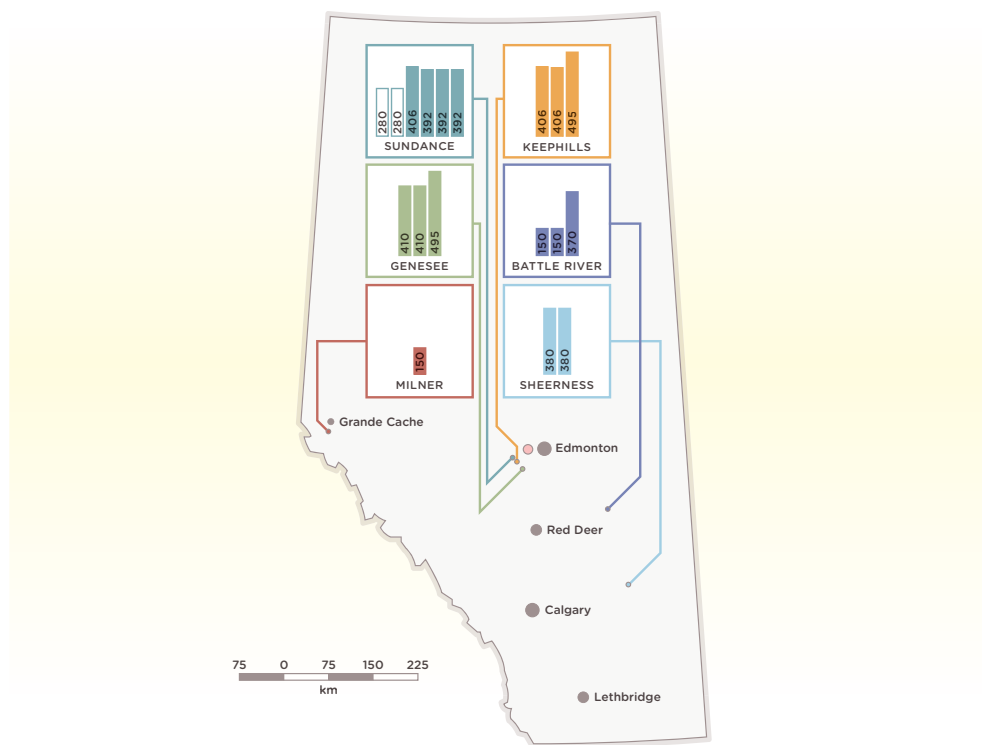 280 280 406 392 392 392
SUNDANCE
406 406 495
KEEPHILLS
410 410 495
GENESEE
150 150 370
BATTLE RIVER
150
MILNER
380 380
SHEERNESS
Grande Cache
Edmonton
Red Deer
Calgary
75 0 75 150 225
km
Lethbridge